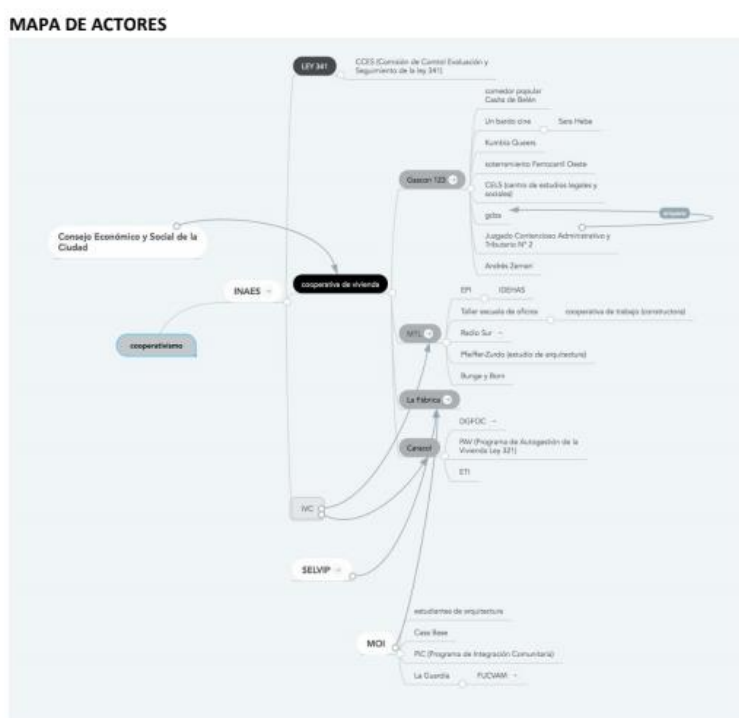 MAPA DE ACTORES
LEY 341
CCES (Comisión de Control Evaluación y
Seguimiento de la ley 341)
comedor popular
Casita de Belén
Un bardo cine
Sara Hebe
Kumbia Queers
Gascon 123
soterramiento Ferrocarril Oeste
CELS (centro de estudios legales y
sociales)
gcba
Juzgado Contencioso Administrativo y
Tributario Nº 2
Andrés Zerneri
Consejo Económico y Social de la
Ciudad
INAES
cooperativa de vivienda
cooperativismo
EPI
IDEHAS
Taller escuela de oficios
cooperativa de trabajo (constructora)
MTL
Radio Sur
Pfeiffer-Zurdo (estudio de arquitectura)
Bunge y Born
La Fábrica
DGFOC
Caracol
PAV (Programa de Autogestión de la
Vivienda Ley 321)
ETI
IVC
SELVIP
estudiantes de arquitectura
Casa Base
MOI
PIC (Programa de Integración Comunitaria)
La Guardia
FUCVAM